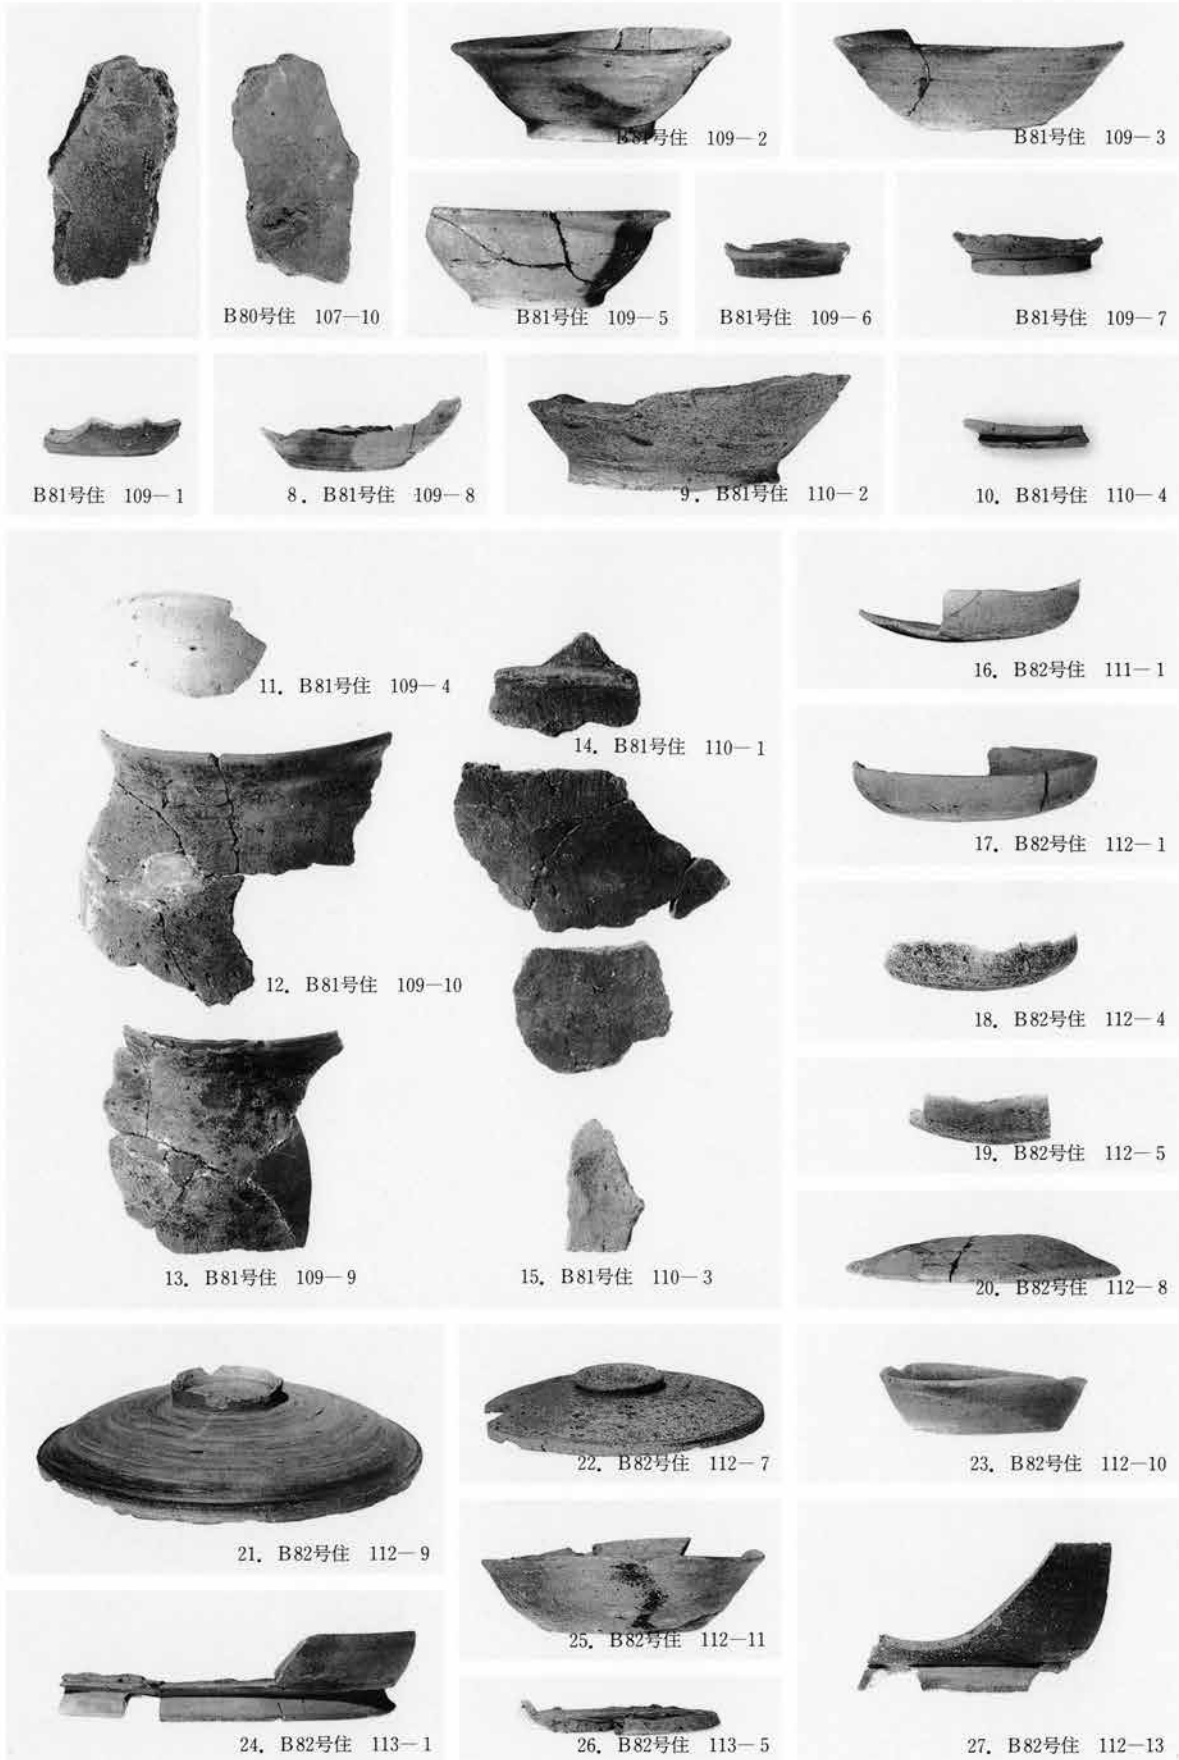 B81号住 109—2
B81号住 109—3
B80号住 107—10
B81号住 109—5
B81号住 109—6
B81号住 109—7
B81号住 109—1
8. B81号住 109—8
9. B81号住 110—2
10. B81号住 110—4
11. B81号住 109—4
14. B81号住 110—1
12. B81号住 109—10
13. B81号住 109—9
15. B81号住 110—3
16. B82号住 111—1
17. B82号住 112—1
18. B82号住 112—4
19. B82号住 112—5
20. B82号住 112—8
21. B82号住 112—9
22. B82号住 112—7
23. B82号住 112—10
24. B82号住 113—1
25. B82号住 112—11
26. B82号住 113—5
27. B82号住 112—13